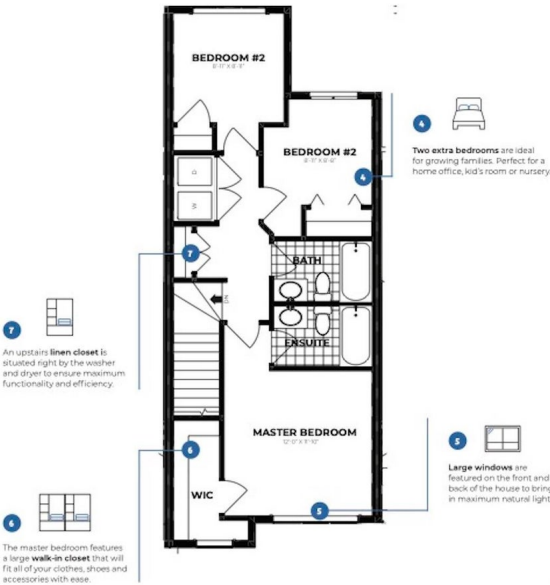 BEDROOM #2
BEDROOM #2
4
D
W
7
BATH
DN
ENSUITE
MASTER BEDROOM
6
WIC
5
4
Two extra bedrooms are ideal
for growing families. Perfect for a
home office, kid's room or nursery
7
An upstairs linen closet is
situated right by the washer
and dryer to ensure maximum
functionality and efficiency.
5
Large windows are
featured on the front and
back of the house to bring
in maximum natural light
6
The master bedroom features
a large walk-in closet that will
fit all of your clothes, shoes and
accessories with ease.